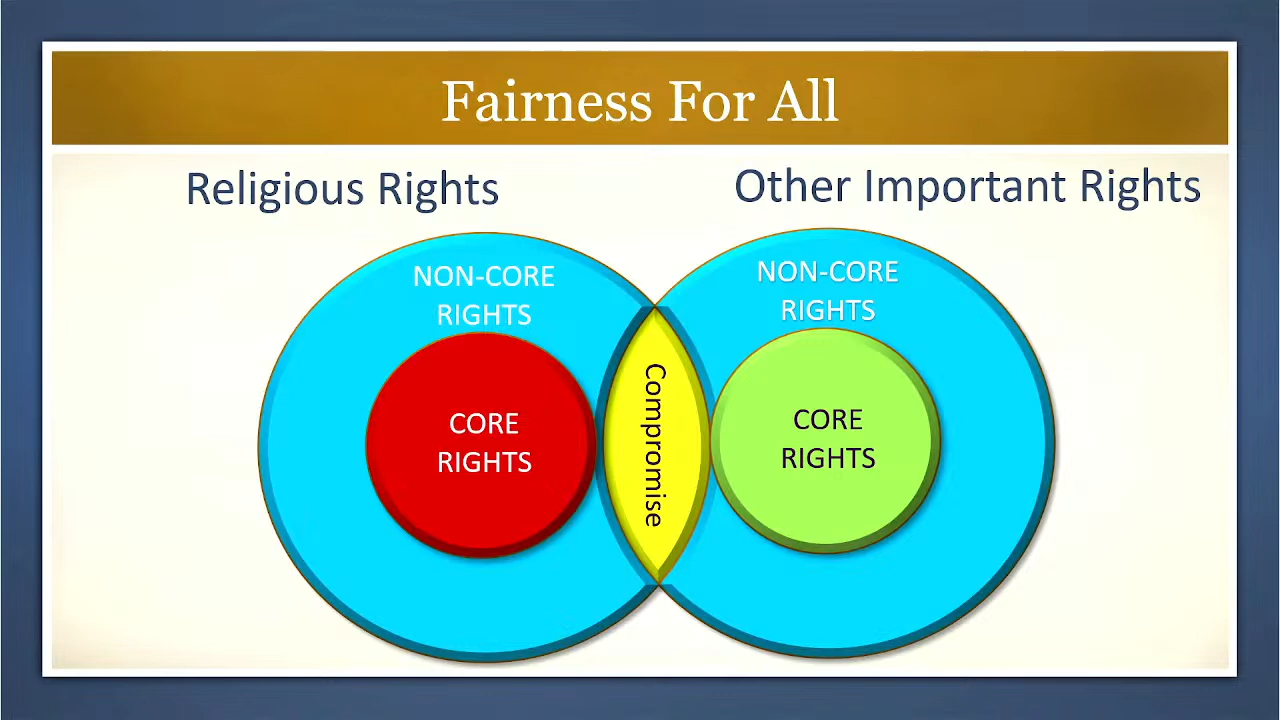 Fairness For All
Religious Rights
Other Important Rights
NON-CORE
RIGHTS
CORE
RIGHTS
Compromise
NON-CORE
RIGHTS
CORE
RIGHTS